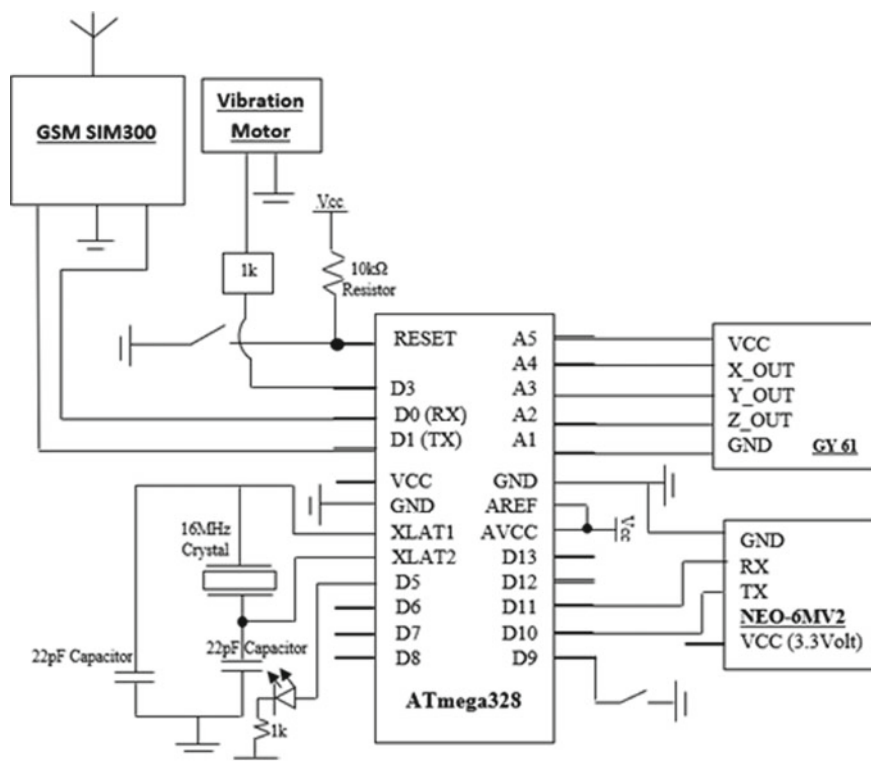 GSM SIM300
Vibration
Motor
Vcc
1k
10kΩ
Resistor
RESET
D3
D0 (RX)
D1 (TX)
VCC
GND
XLAT1
XLAT2
D5
D6
D7
D8
A5
A4
A3
A2
A1
GND
AREF
AVCC
D13
D12
D11
D10
D9
ATmega328
VCC
X_OUT
Y_OUT
Z_OUT
GND
GY 61
Vcc
GND
RX
TX
NEO-6MV2
VCC (3.3Volt)
16MHz
Crystal
22pF Capacitor
22pF Capacitor
1k